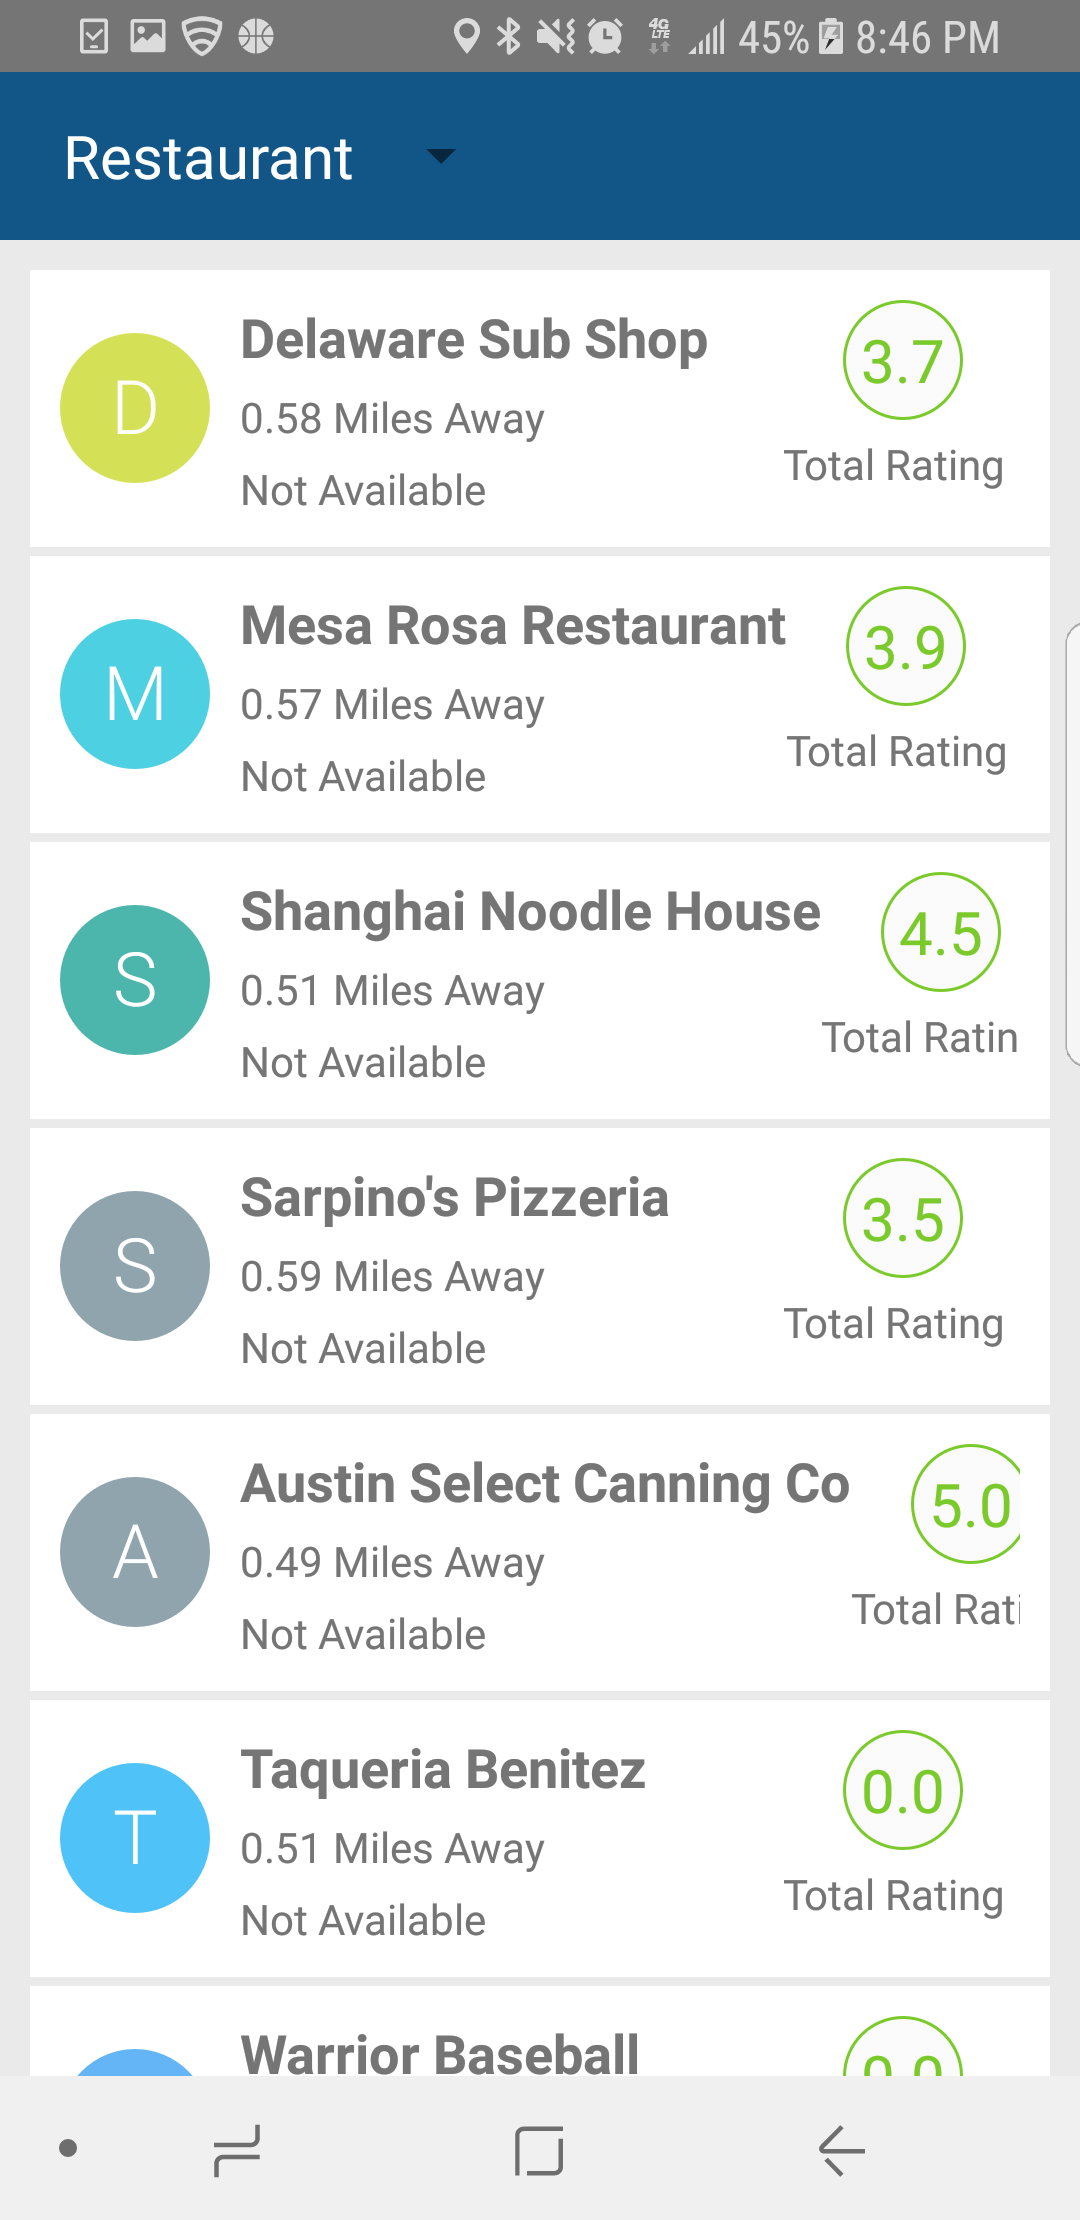 4G LTE 45% 8:46 PM
Restaurant
D
Delaware Sub Shop
0.58 Miles Away
Not Available
3.7
Total Rating
M
Mesa Rosa Restaurant
0.57 Miles Away
Not Available
3.9
Total Rating
S
Shanghai Noodle House
0.51 Miles Away
Not Available
4.5
Total Ratin
S
Sarpino's Pizzeria
0.59 Miles Away
Not Available
3.5
Total Rating
A
Austin Select Canning Co
0.49 Miles Away
Not Available
5.0
Total Rati
T
Taqueria Benitez
0.51 Miles Away
Not Available
0.0
Total Rating
Warrior Baseball
0.0